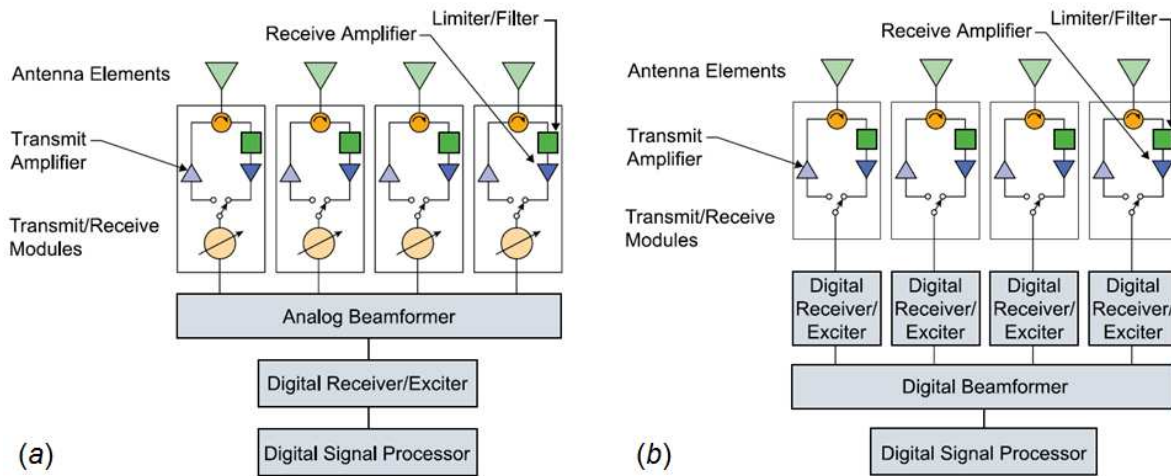 Limiter/Filter
Receive Amplifier
Antenna Elements
Transmit
Amplifier
Transmit/Receive
Modules
Analog Beamformer
Digital Receiver/Exciter
Digital Signal Processor
(a)
Limiter/Filter
Receive Amplifier
Antenna Elements
Transmit
Amplifier
Transmit/Receive
Modules
Digital
Receiver/
Exciter
Digital
Receiver/
Exciter
Digital
Receiver/
Exciter
Digital
Receiver/
Exciter
Digital Beamformer
Digital Signal Processor
(b)